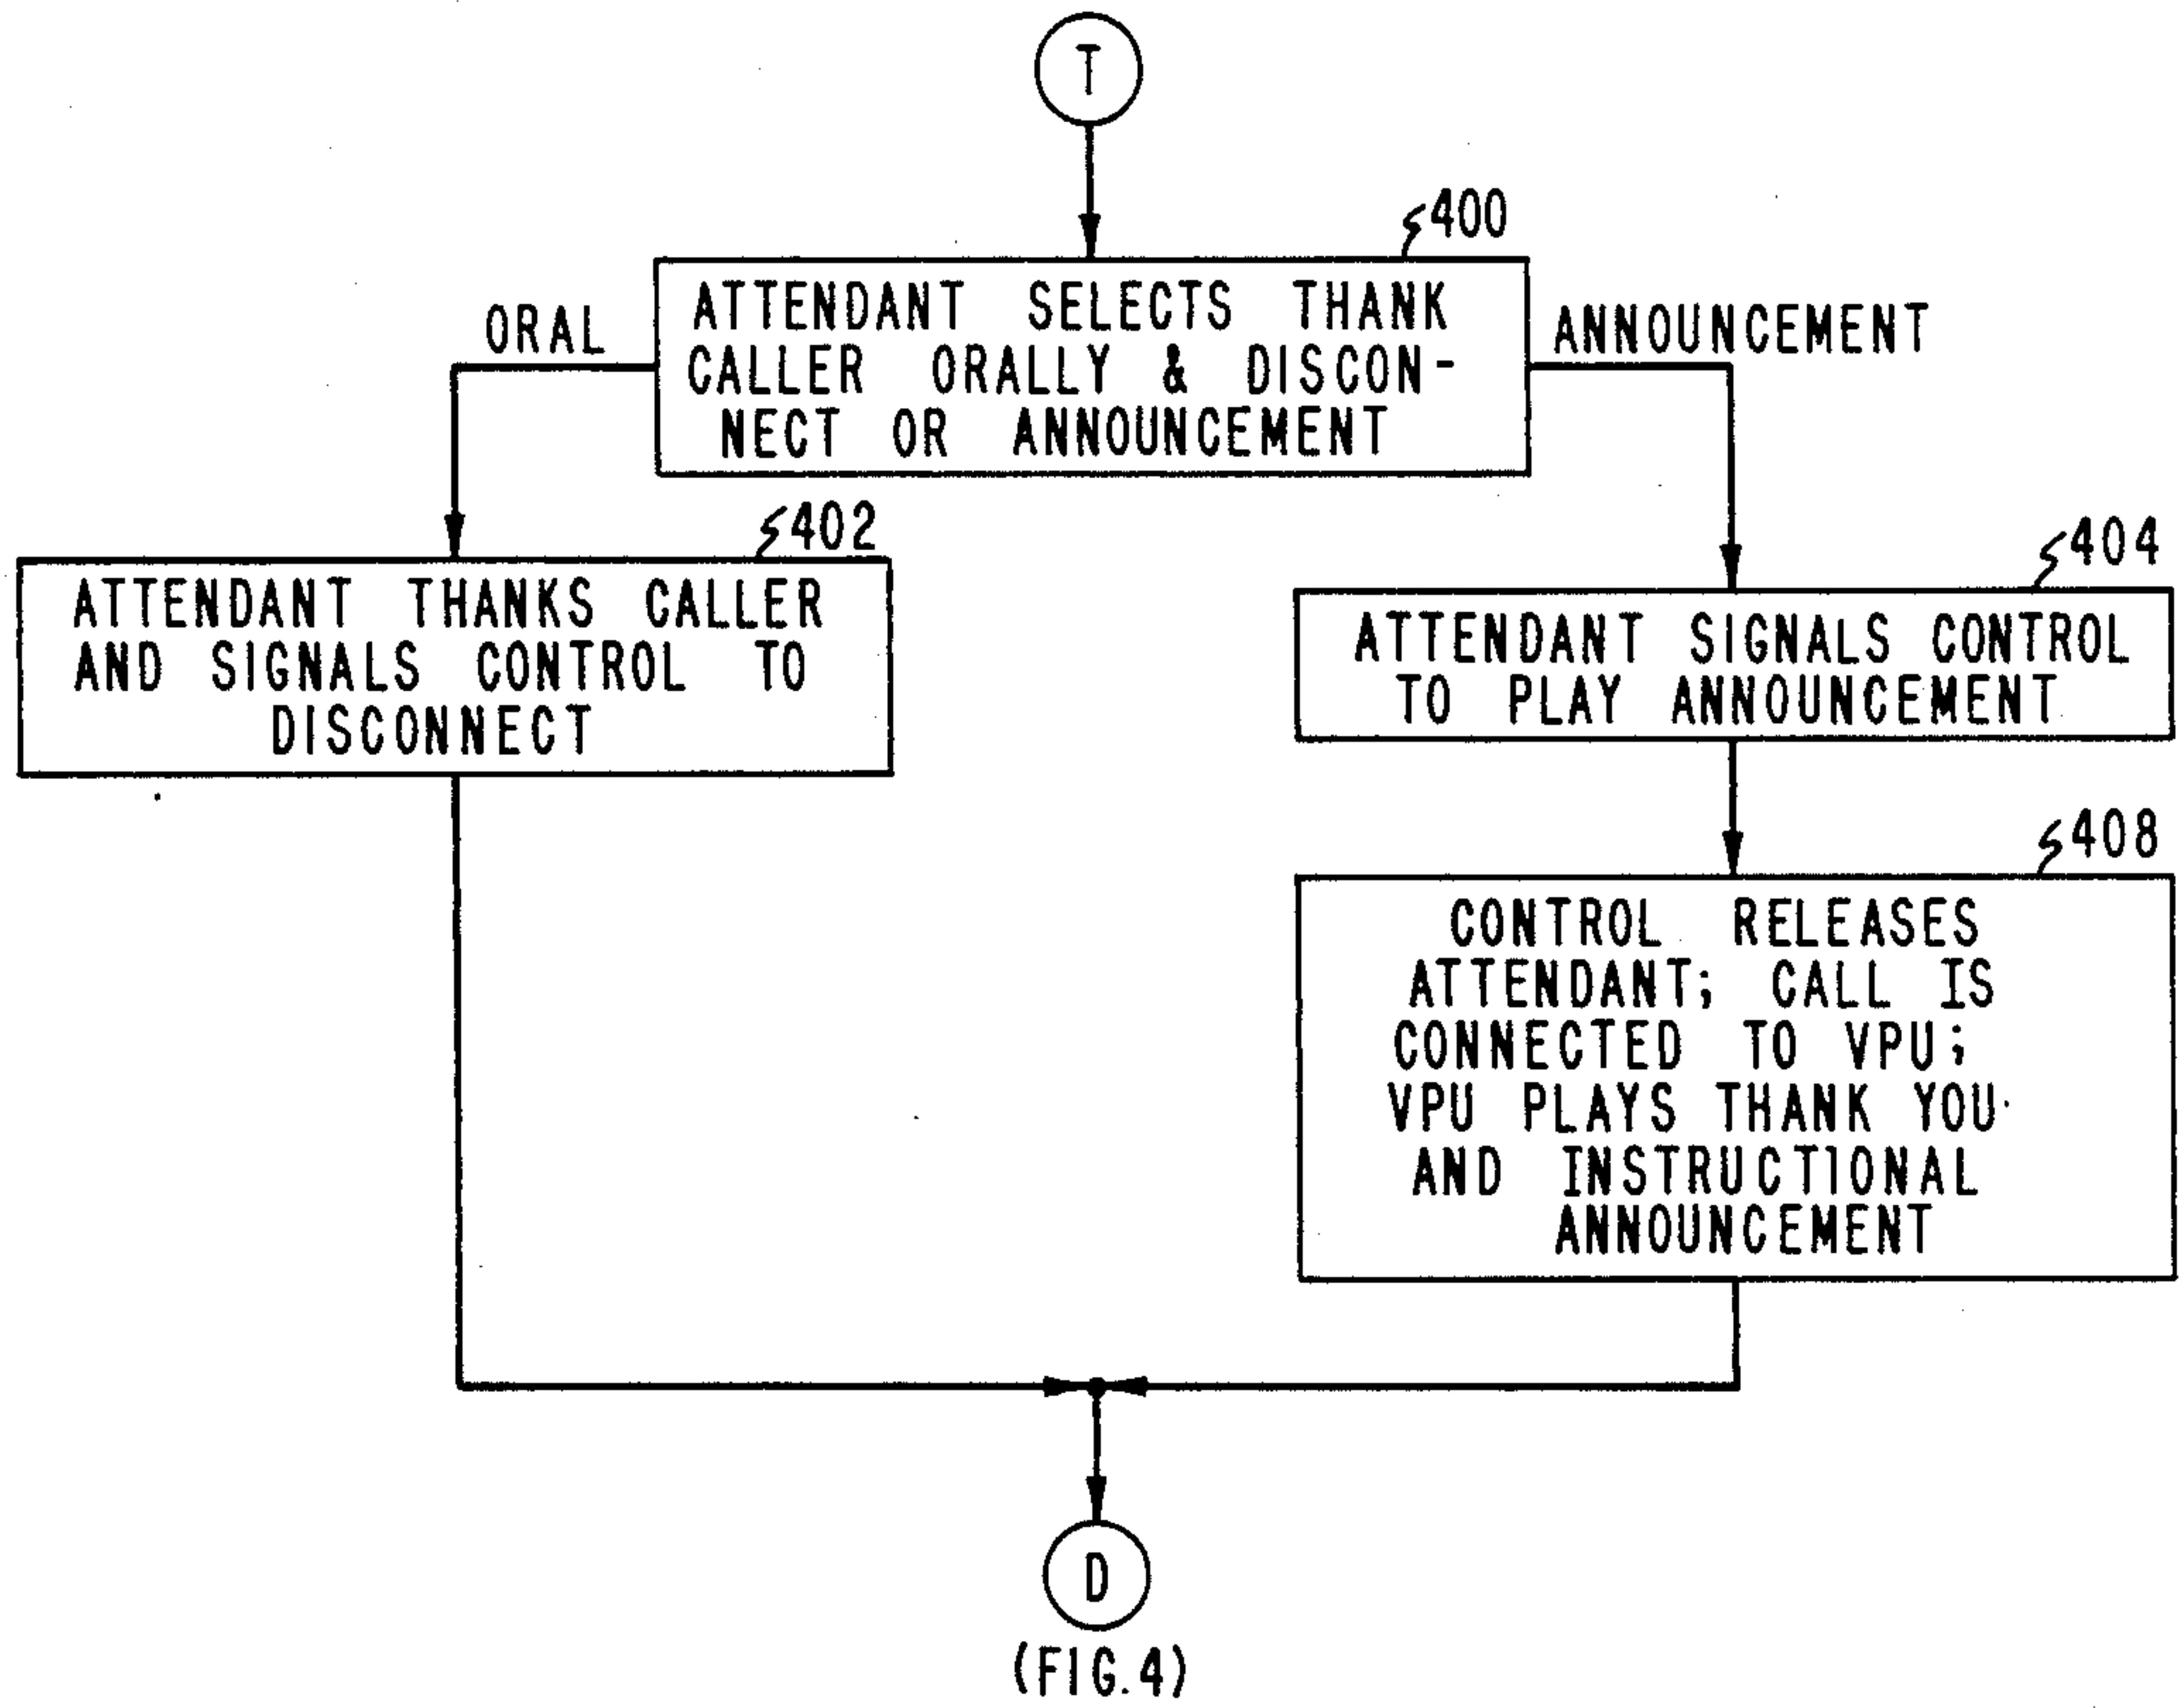 T
400
ATTENDANT SELECTS THANK
CALLER ORALLY & DISCON-
NECT OR ANNOUNCEMENT
ORAL
ANNOUNCEMENT
402
ATTENDANT THANKS CALLER
AND SIGNALS CONTROL TO
DISCONNECT
404
ATTENDANT SIGNALS CONTROL
TO PLAY ANNOUNCEMENT
408
CONTROL RELEASES
ATTENDANT; CALL IS
CONNECTED TO VPU;
VPU PLAYS THANK YOU
AND INSTRUCTIONAL
ANNOUNCEMENT
D
(FIG.4)